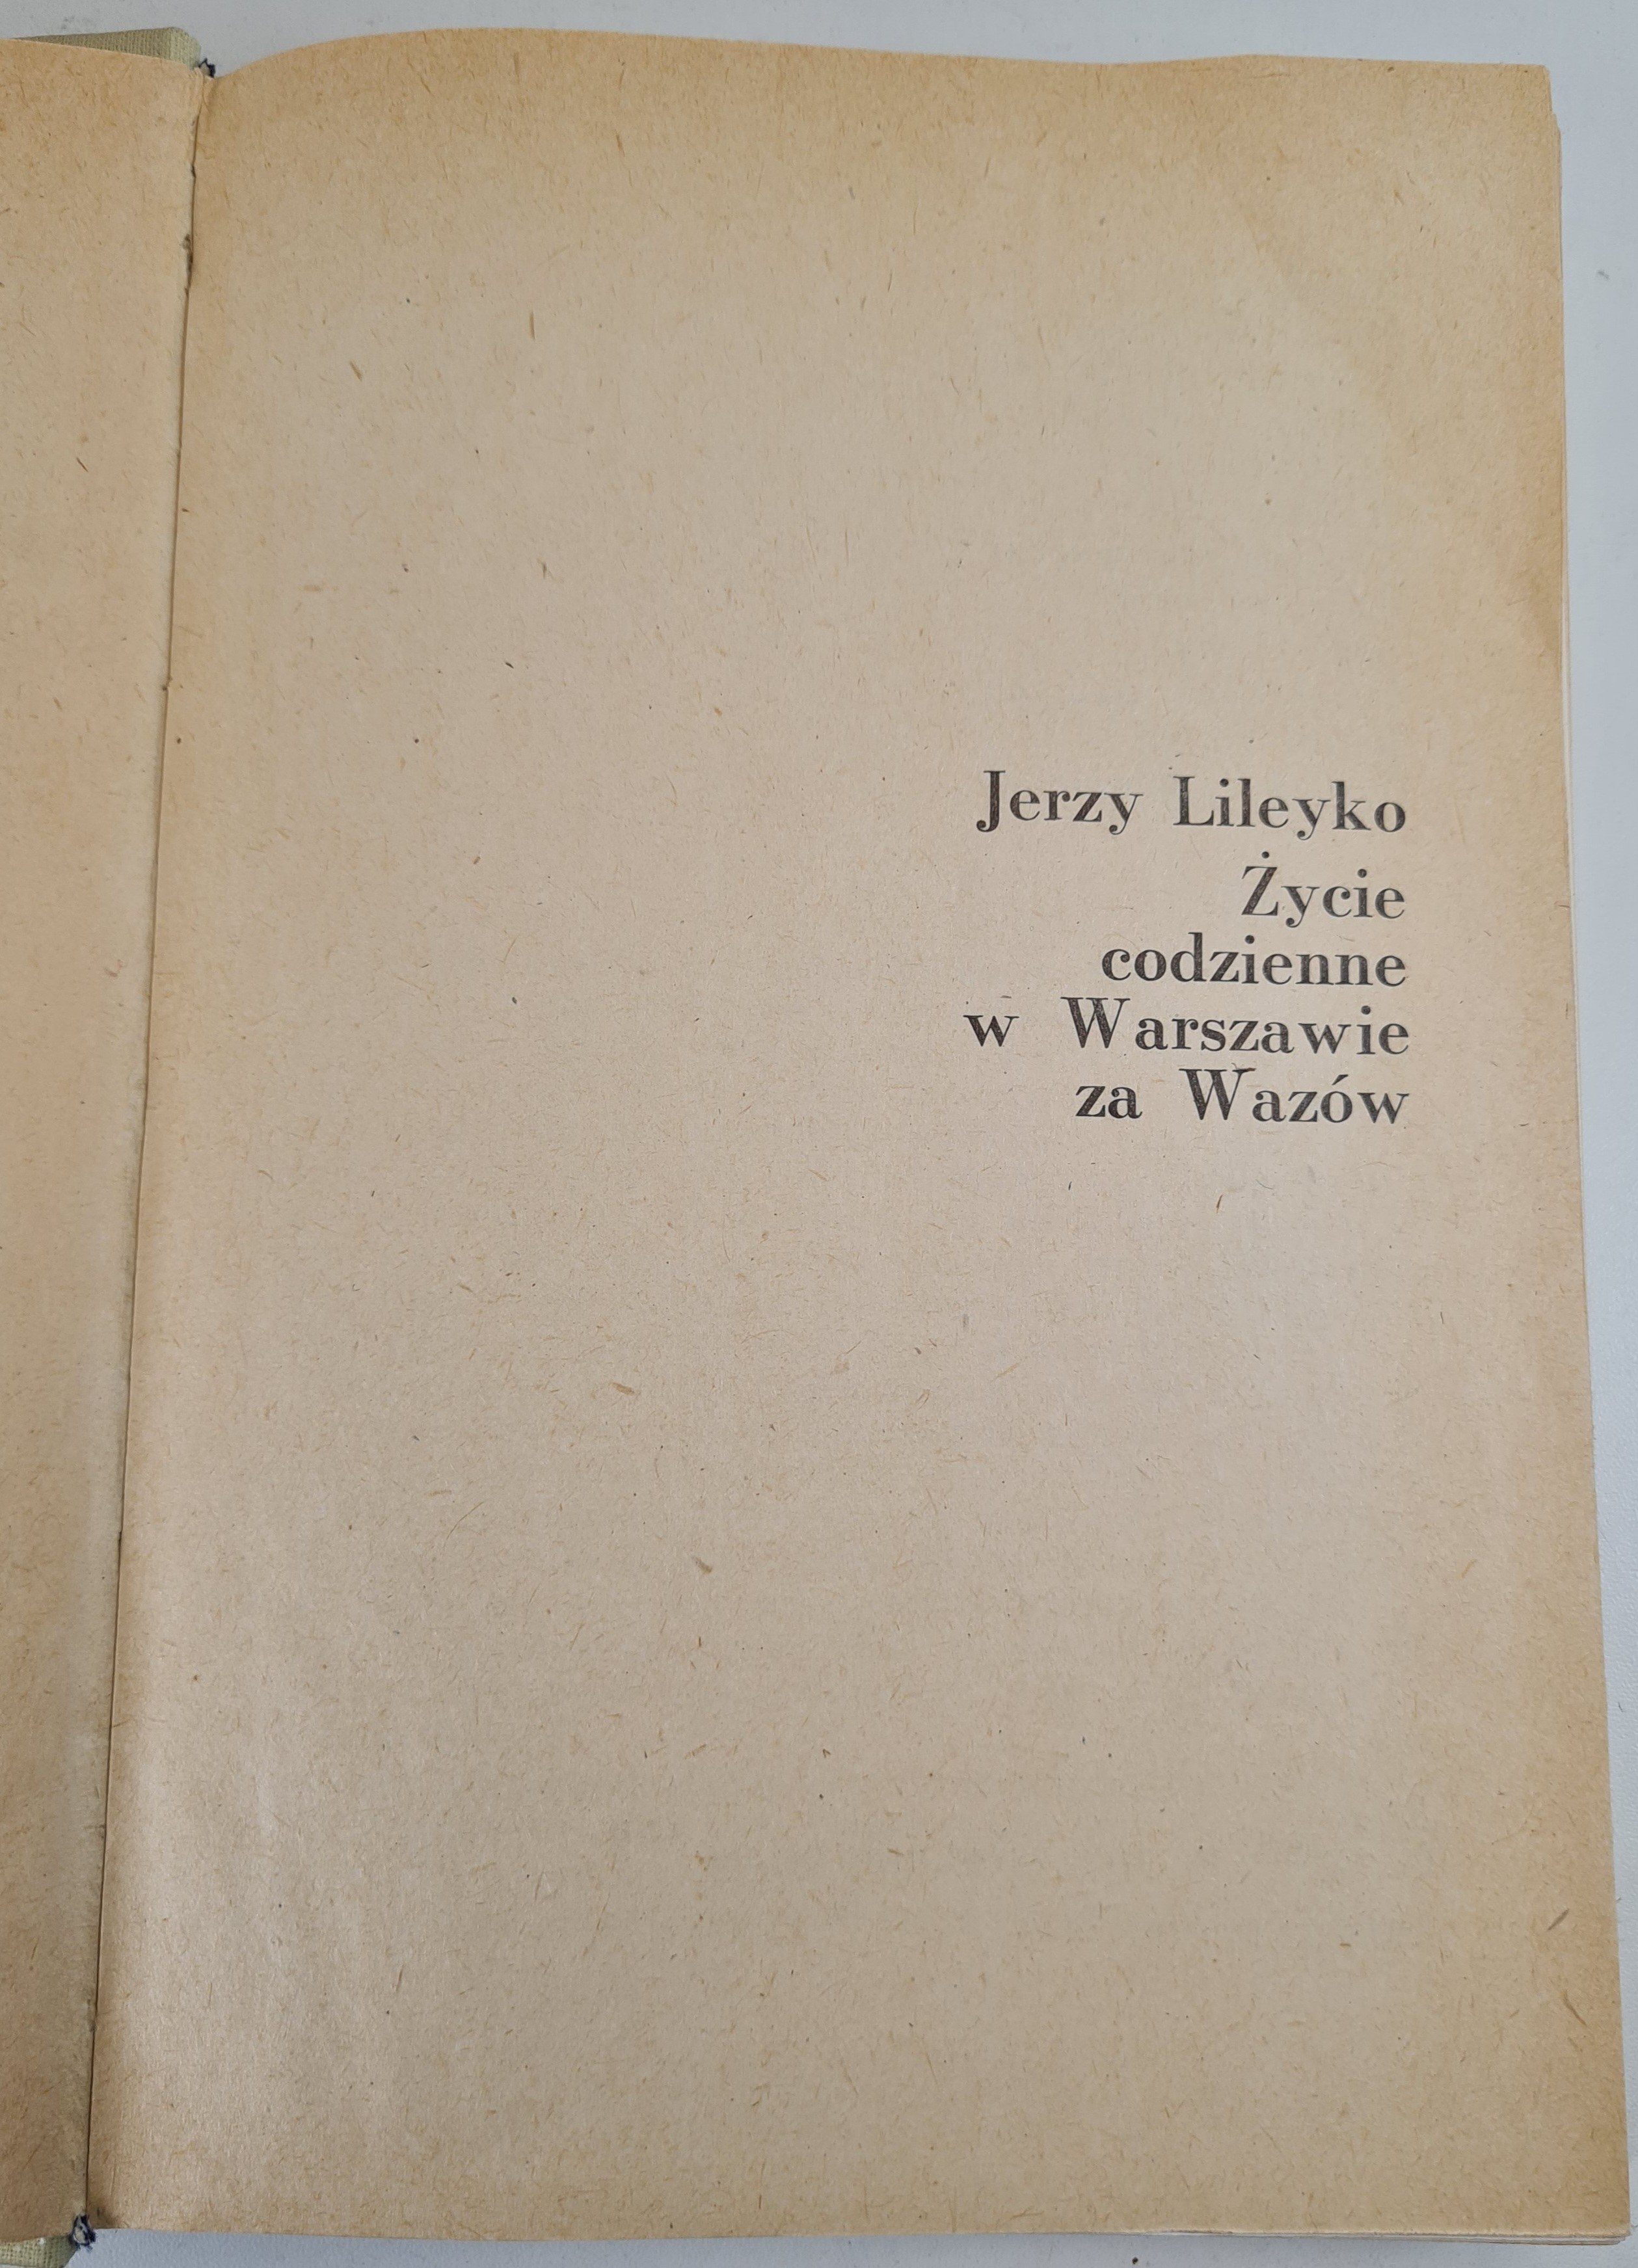 Jerzy Lileyko
Życie
codzienne
w Warszawie
za Wazów